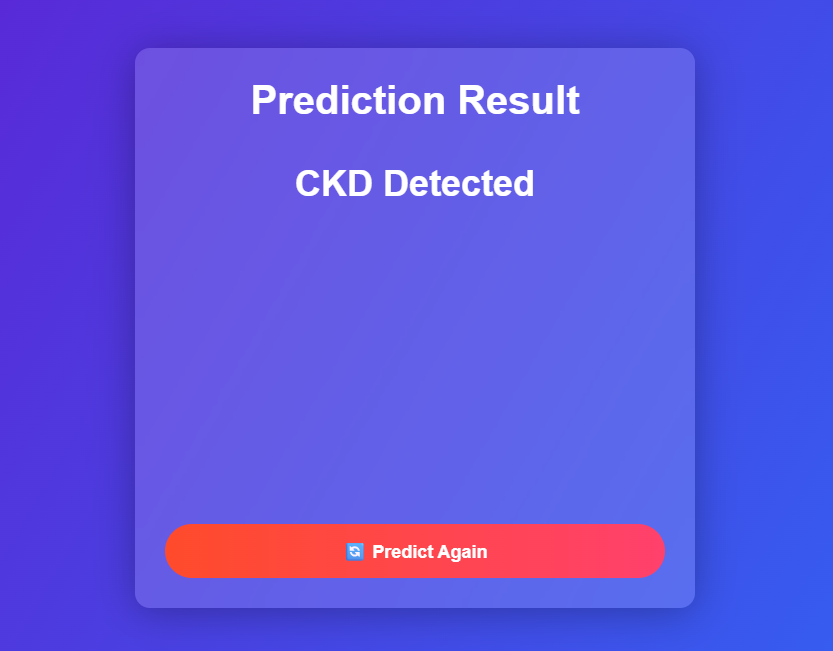 Prediction Result
CKD Detected
🔄 Predict Again